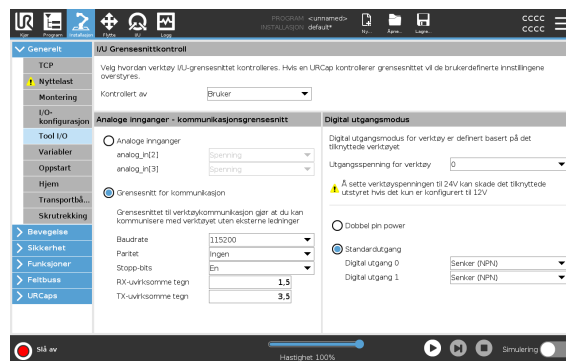 Kjør
Program
Installasjon
Flytte
I/U
Logg
PROGRAM <unnamed>
INSTALLASJON default*
Ny...
Åpne...
Lagre...
CCCC
CCCC
Generelt
TCP
Nyttelast
Montering
I/O-
konfigurasjon
Tool I/O
Variabler
Oppstart
Hjem
Transportbå...
Skrutrekking
Bevegelse
Sikkerhet
Funksjoner
Feltbuss
URCaps
I/U Grensesnittkontroll
Velg hvordan verktøy I/U-grensesnittet kontrolleres. Hvis en URCap kontrollerer grensesnittet vil de brukerdefinerte innstillingene
overstyres.
Kontrollert av
Bruker
Analoge innganger - kommunikasjonsgrensesnitt
Analoge innganger
analog_in[2] Spenning
analog_in[3] Spenning
Grensesnitt for kommunikasjon
Grensesnittet til verktøykommunikasjon gjør at du kan
kommunisere med verktøyet uten eksterne ledninger
Baudrate 115200
Paritet Ingen
Stopp-bits En
RX-uvirksomme tegn 1,5
TX-uvirksomme tegn 3,5
Digital utgangsmodus
Digital utgangsmodus for verktøy er definert basert på det
tilknyttede verktøyet
Utgangsspenning for verktøy 0
Å sette verktøyspenningen til 24V kan skade det tilknyttede
utstyret hvis det kun er konfigurert til 12V
Dobbel pin power
Standardutgang
Digital utgang 0 Senker (NPN)
Digital utgang 1 Senker (NPN)
Slå av
Hastighet 100%
Simulering